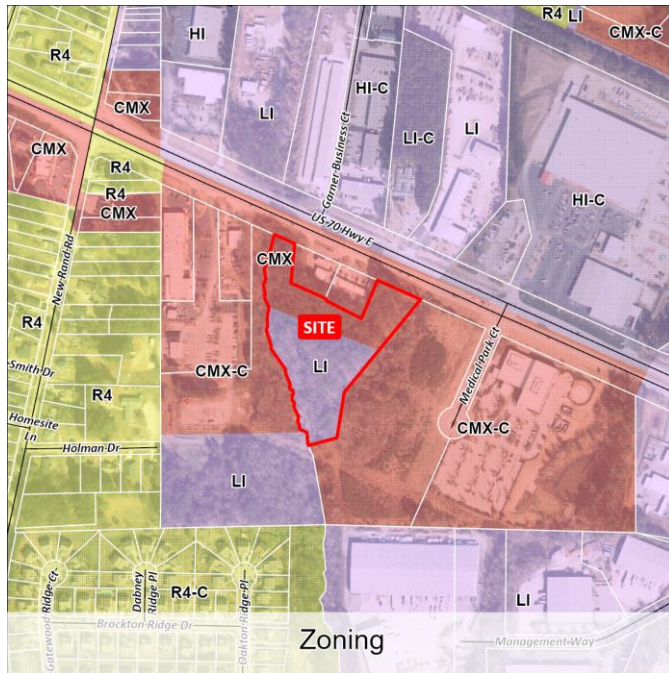 R4
LI
CMX-C
R4
HI
LI
HI-C
LI-C
LI
CMX
Garner Business Ct
HI-C
CMX
R4
R4
CMX
US 70 Hwy E
New Rand Rd
CMX
SITE
LI
R4
Smith Dr
R4
CMX-C
Medical Park Ct
CMX-C
Homesite
Ln
Holman Dr
LI
R4-C
LI
Gatewood Ridge Ct
Dabney
Ridge Pl
Oakton Ridge Pl
Brockton Ridge Dr
Zoning
Management Way